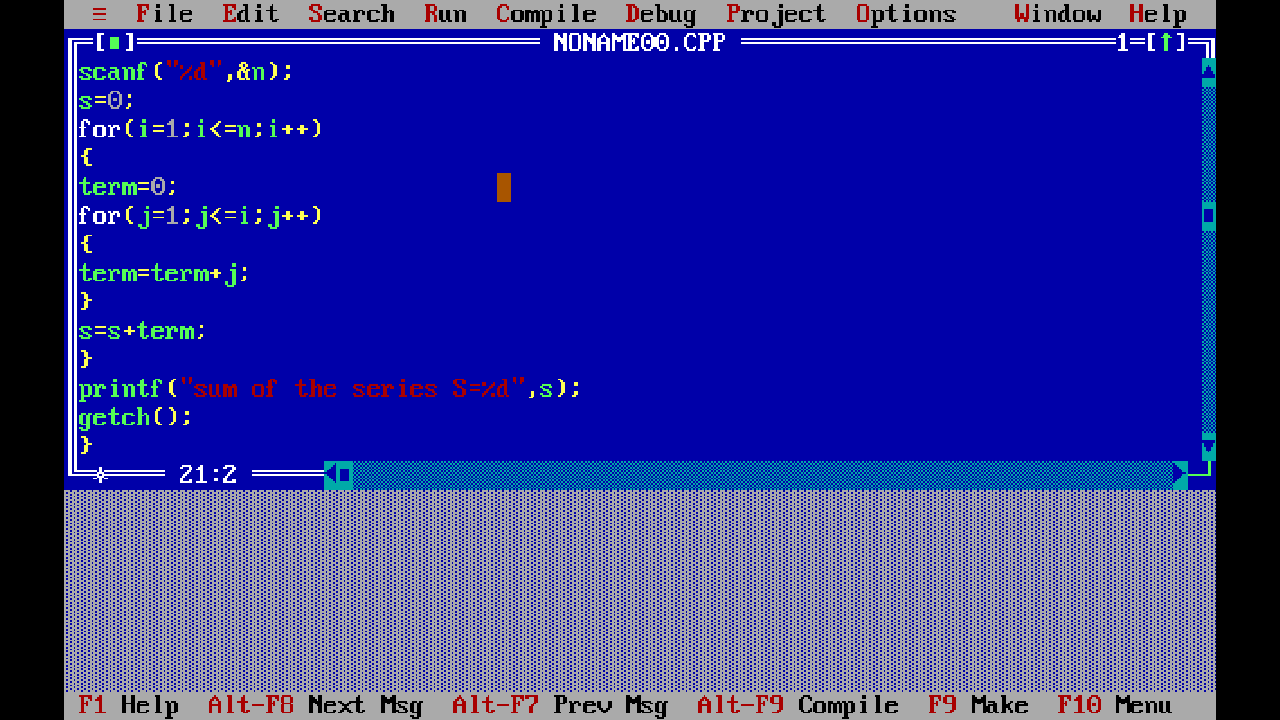 ≡ File Edit Search Run Compile Debug Project Options Window Help
[■] NONAME00.CPP 1=[↑]
scanf("%d",&n);
s=0;
for(i=1;i<=n;i++)
{
term=0;
for(j=1;j<=i;j++)
{
term=term+j;
}
s=s+term;
}
printf("sum of the series S=%d",s);
getch();
}
21:2
F1 Help Alt-F8 Next Msg Alt-F7 Prev Msg Alt-F9 Compile F9 Make F10 Menu